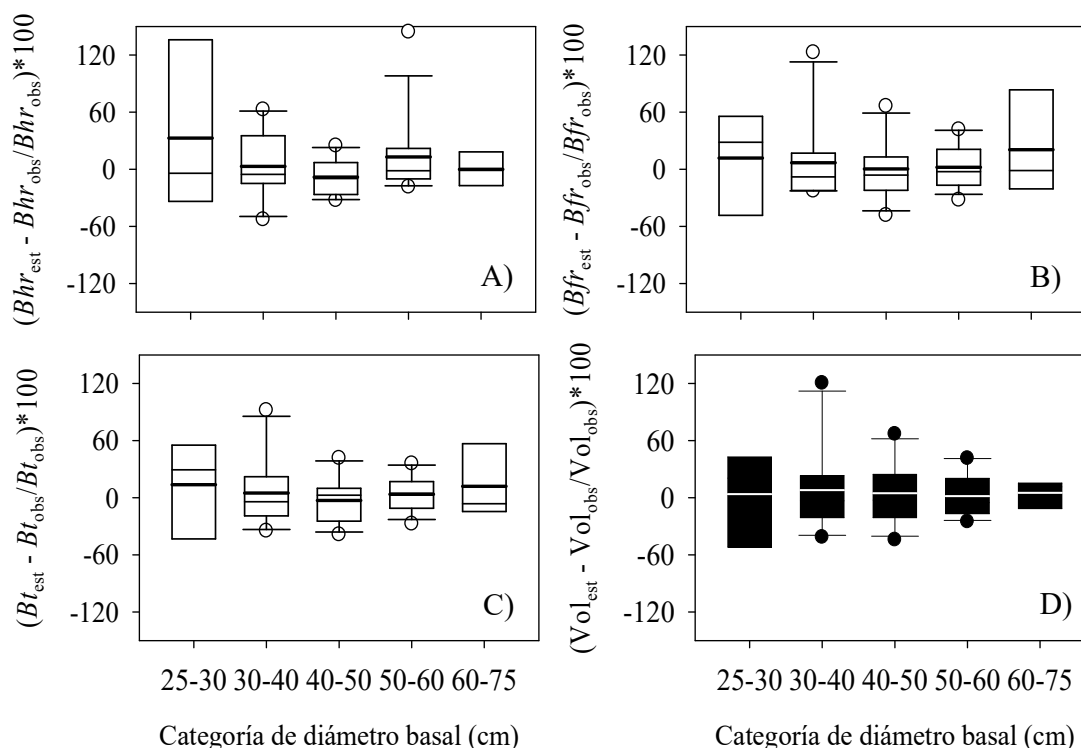 (Bhr_est - Bhr_obs/Bhr_obs)*100
120
60
0
-60
-120
A)
(Bfr_est - Bfr_obs/Bfr_obs)*100
120
60
0
-60
-120
B)
(Bt_est - Bt_obs/Bt_obs)*100
120
60
0
-60
-120
C)
25-30 30-40 40-50 50-60 60-75
Categoría de diámetro basal (cm)
(Vol_est - Vol_obs/Vol_obs)*100
120
60
0
-60
-120
D)
25-30 30-40 40-50 50-60 60-75
Categoría de diámetro basal (cm)